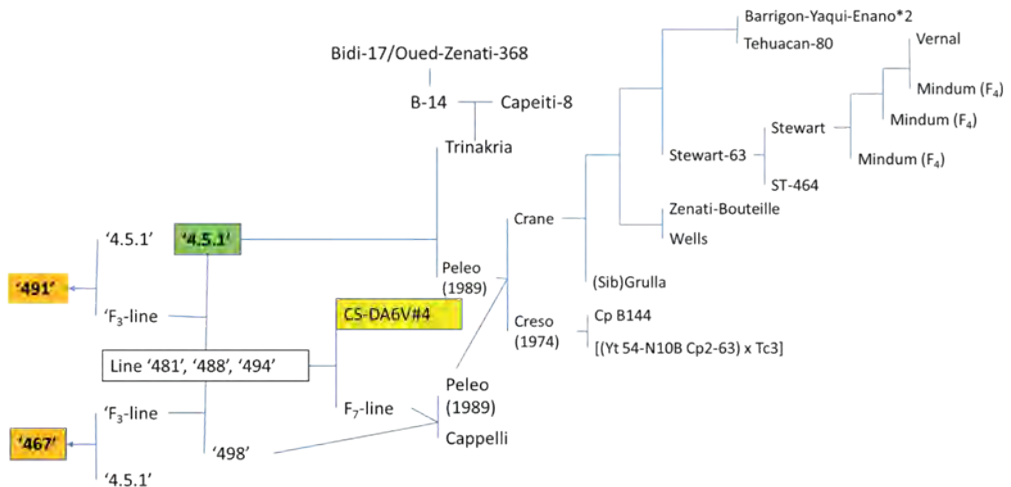 Barrigon-Yaqui-Enano*2
Tehuacan-80
Vernal
Bidi-17/Oued-Zenati-368
Mindum (F₄)
B-14
Capeiti-8
Mindum (F₄)
Stewart
Trinakria
Stewart-63
Mindum (F₄)
ST-464
Zenati-Bouteille
Crane
Wells
'4.5.1'
'4.5.1'
Peleo
(1989)
(Sib)Grulla
'491'
CS-DA6V#4
Creso
(1974)
Cp B144
'F₃-line
[(Yt 54-N10B Cp2-63) x Tc3]
Line '481', '488', '494'
Peleo
(1989)
'F₃-line
F₇-line
Cappelli
'467'
'498'
'4.5.1'